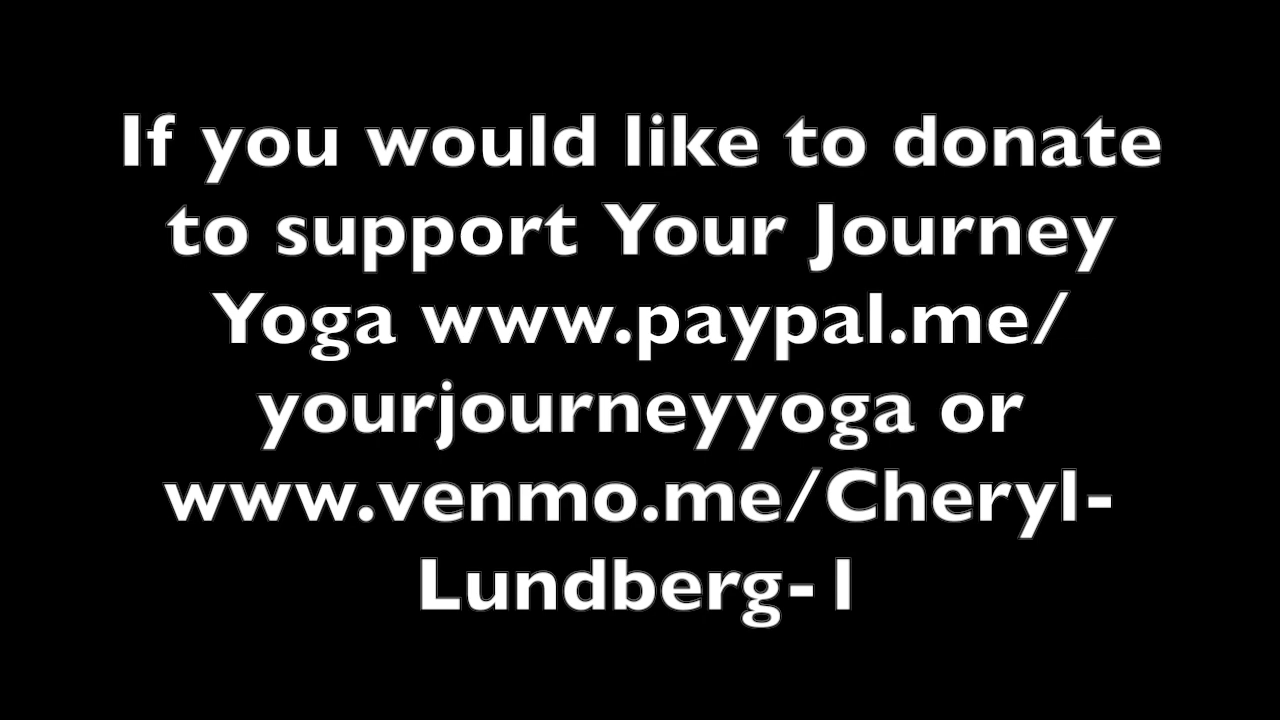 If you would like to donate
to support Your Journey
Yoga www.paypal.me/
yourjourneyyoga or
www.venmo.me/Cheryl-
Lundberg-1